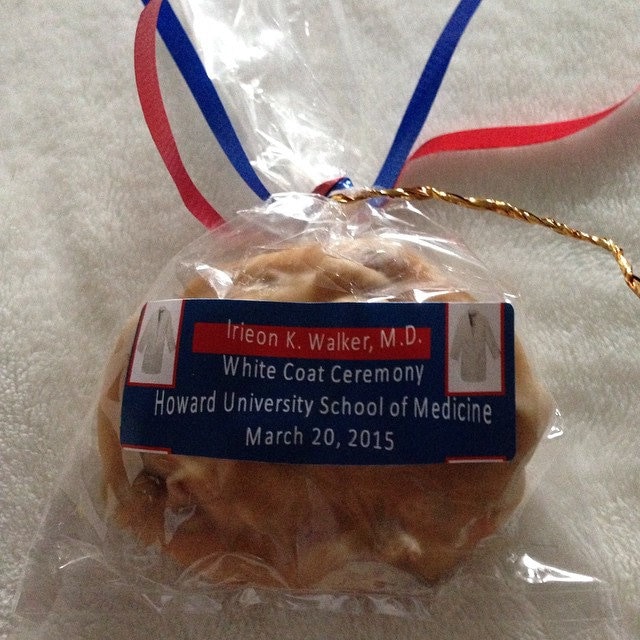 Irieon K. Walker, M.D.
White Coat Ceremony
Howard University School of Medicine
March 20, 2015